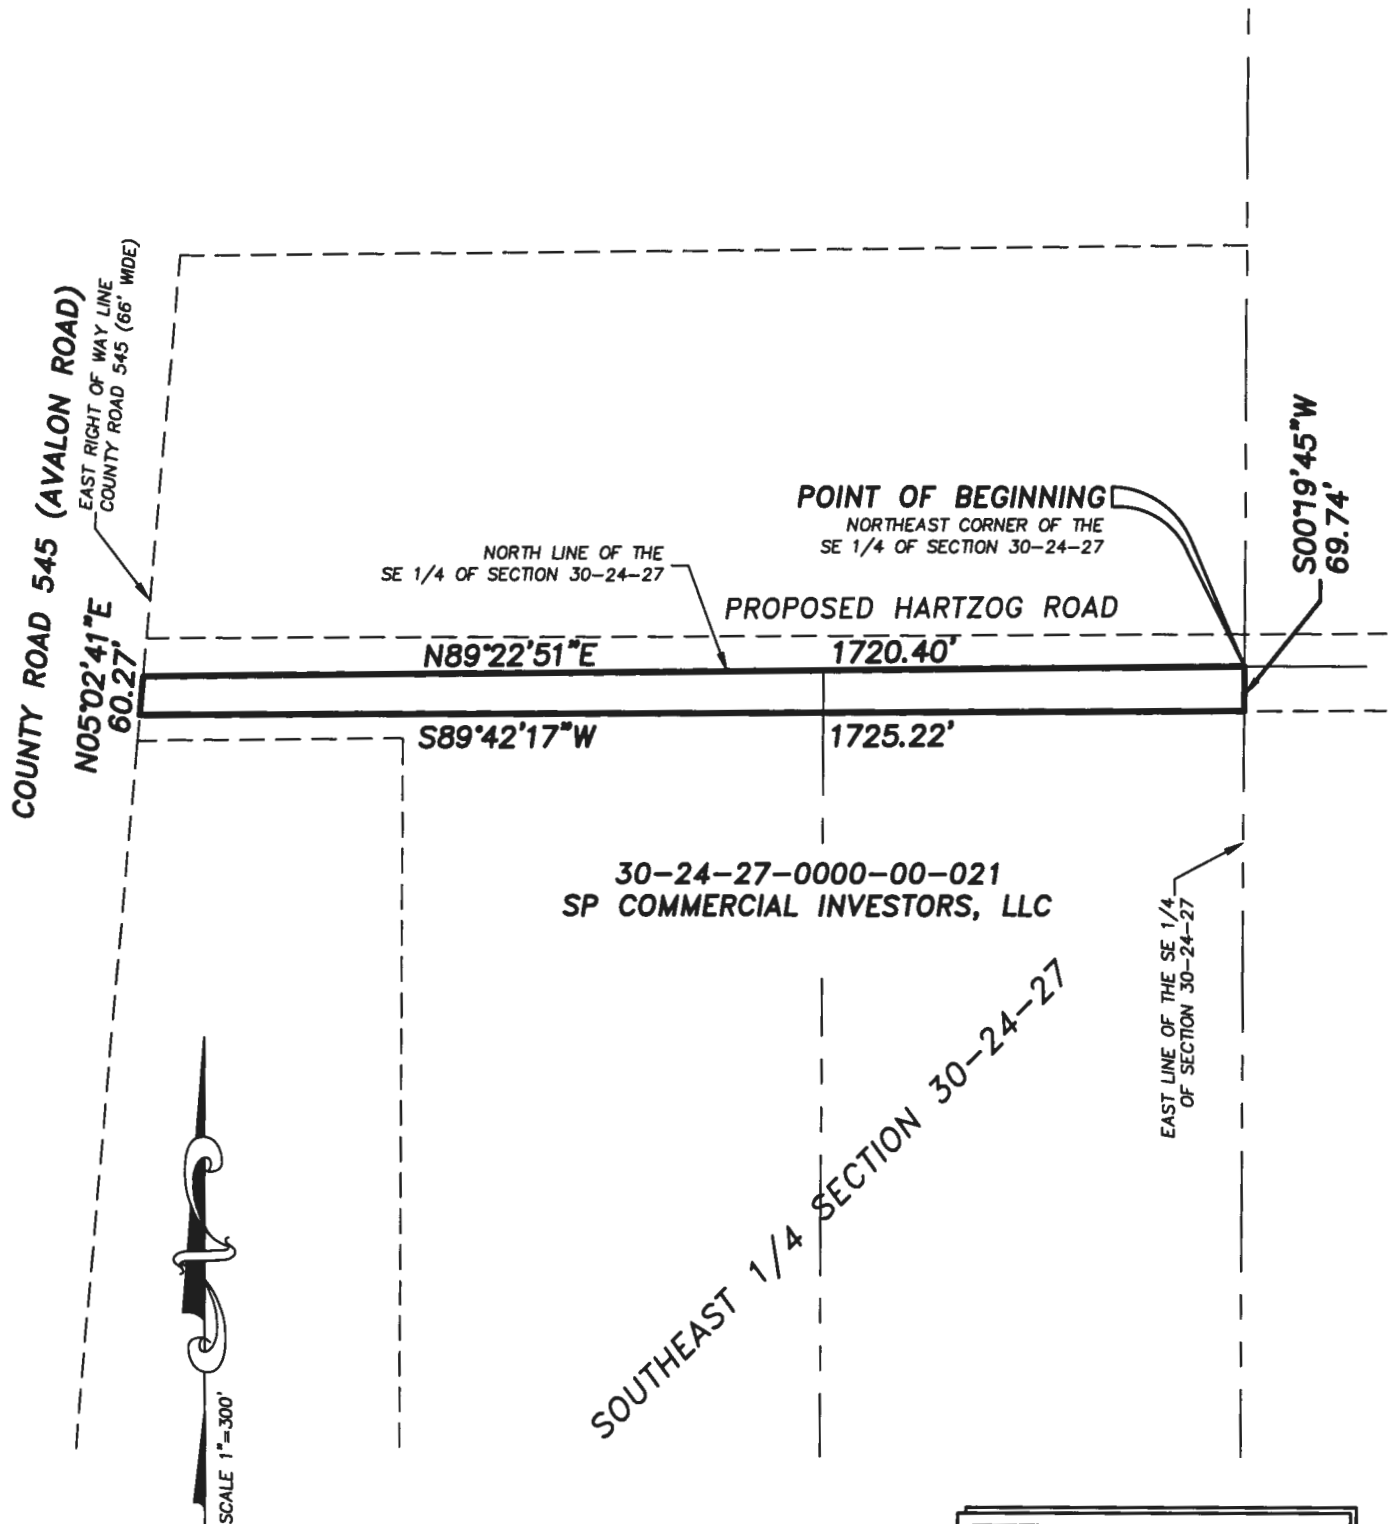 COUNTY ROAD 545 (AVALON ROAD)
EAST RIGHT OF WAY LINE
COUNTY ROAD 545 (66' WIDE)
N05°02'41"E
60.27'
NORTH LINE OF THE
SE 1/4 OF SECTION 30-24-27
POINT OF BEGINNING
NORTHEAST CORNER OF THE
SE 1/4 OF SECTION 30-24-27
PROPOSED HARTZOG ROAD
S00°19'45"W
69.74'
N89°22'51"E 1720.40'
S89°42'17"W 1725.22'
30-24-27-0000-00-021
SP COMMERCIAL INVESTORS, LLC
EAST LINE OF THE SE 1/4
OF SECTION 30-24-27
SOUTHEAST 1/4 SECTION 30-24-27
SCALE 1"=300'